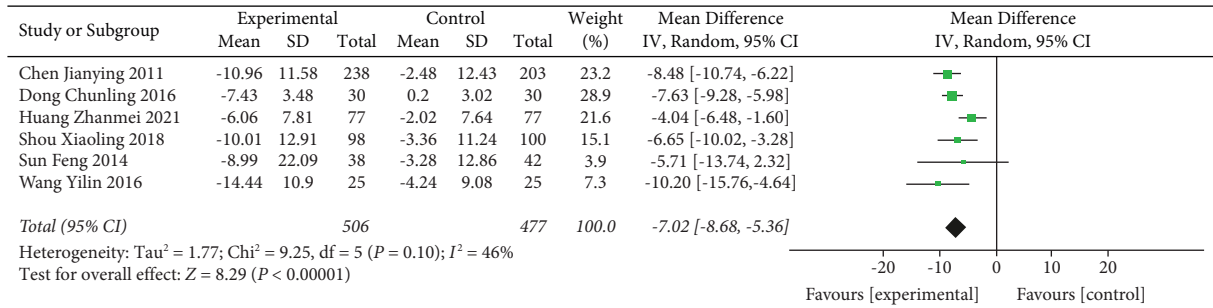 Study or Subgroup Experimental Control Weight (%) Mean Difference IV, Random, 95% CI Mean Difference IV, Random, 95% CI
Mean SD Total Mean SD Total
Chen Jianying 2011 -10.96 11.58 238 -2.48 12.43 203 23.2 -8.48 [-10.74, -6.22]
Dong Chunling 2016 -7.43 3.48 30 0.2 3.02 30 28.9 -7.63 [-9.28, -5.98]
Huang Zhanmei 2021 -6.06 7.81 77 -2.02 7.64 77 21.6 -4.04 [-6.48, -1.60]
Shou Xiaoling 2018 -10.01 12.91 98 -3.36 11.24 100 15.1 -6.65 [-10.02, -3.28]
Sun Feng 2014 -8.99 22.09 38 -3.28 12.86 42 3.9 -5.71 [-13.74, 2.32]
Wang Yilin 2016 -14.44 10.9 25 -4.24 9.08 25 7.3 -10.20 [-15.76,-4.64]
Total (95% CI) 506 477 100.0 -7.02 [-8.68, -5.36]
Heterogeneity: Tau² = 1.77; Chi² = 9.25, df = 5 (P = 0.10); I² = 46%
Test for overall effect: Z = 8.29 (P < 0.00001)
-20 -10 0 10 20
Favours [experimental] Favours [control]